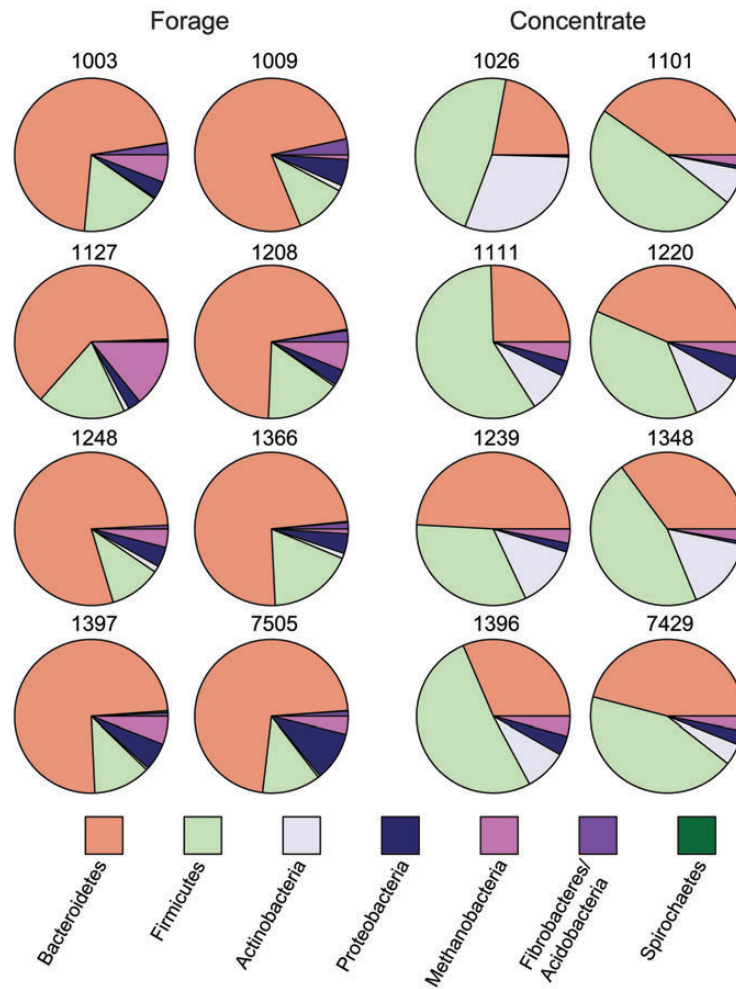 Forage Concentrate
1003 1009 1026 1101
1127 1208 1111 1220
1248 1366 1239 1348
1397 7505 1396 7429
Bacteroidetes
Firmicutes
Actinobacteria
Proteobacteria
Methanobacteria
Fibrobacteres/
Acidobacteria
Spirochaetes